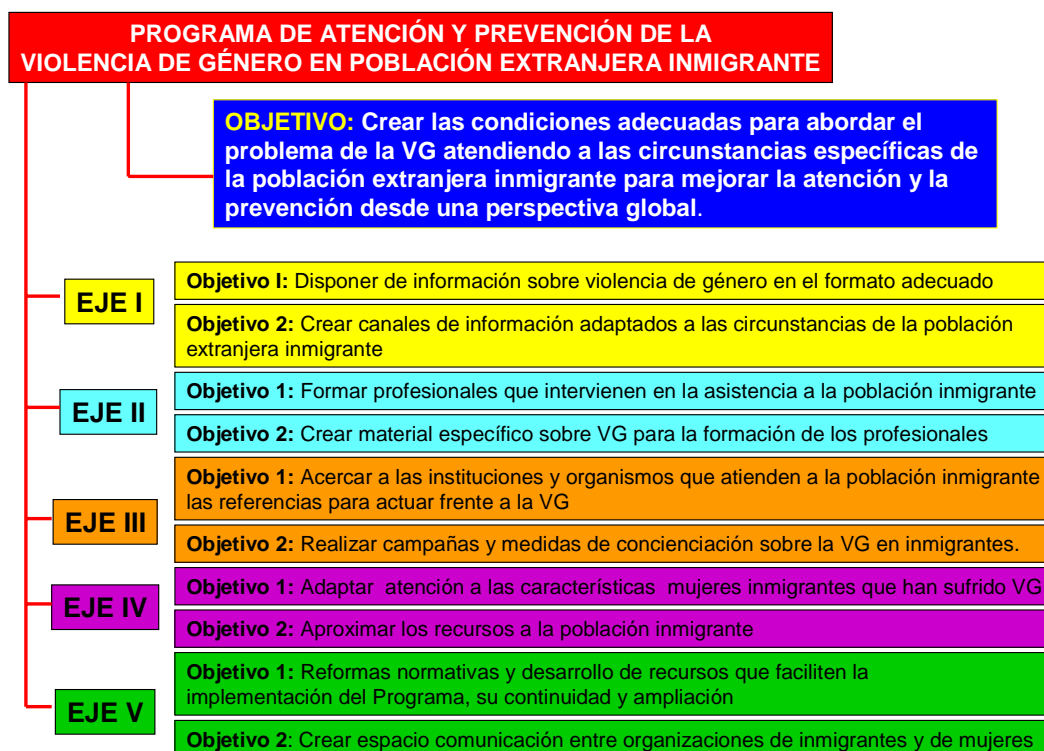 PROGRAMA DE ATENCIÓN Y PREVENCIÓN DE LA
VIOLENCIA DE GÉNERO EN POBLACIÓN EXTRANJERA INMIGRANTE
OBJETIVO: Crear las condiciones adecuadas para abordar el
problema de la VG atendiendo a las circunstancias específicas de
la población extranjera inmigrante para mejorar la atención y la
prevención desde una perspectiva global.
EJE I
Objetivo I: Disponer de información sobre violencia de género en el formato adecuado
Objetivo 2: Crear canales de información adaptados a las circunstancias de la población
extranjera inmigrante
EJE II
Objetivo 1: Formar profesionales que intervienen en la asistencia a la población inmigrante
Objetivo 2: Crear material específico sobre VG para la formación de los profesionales
EJE III
Objetivo 1: Acercar a las instituciones y organismos que atienden a la población inmigrante
las referencias para actuar frente a la VG
Objetivo 2: Realizar campañas y medidas de concienciación sobre la VG en inmigrantes.
EJE IV
Objetivo 1: Adaptar atención a las características mujeres inmigrantes que han sufrido VG
Objetivo 2: Aproximar los recursos a la población inmigrante
EJE V
Objetivo 1: Reformas normativas y desarrollo de recursos que faciliten la
implementación del Programa, su continuidad y ampliación
Objetivo 2: Crear espacio comunicación entre organizaciones de inmigrantes y de mujeres